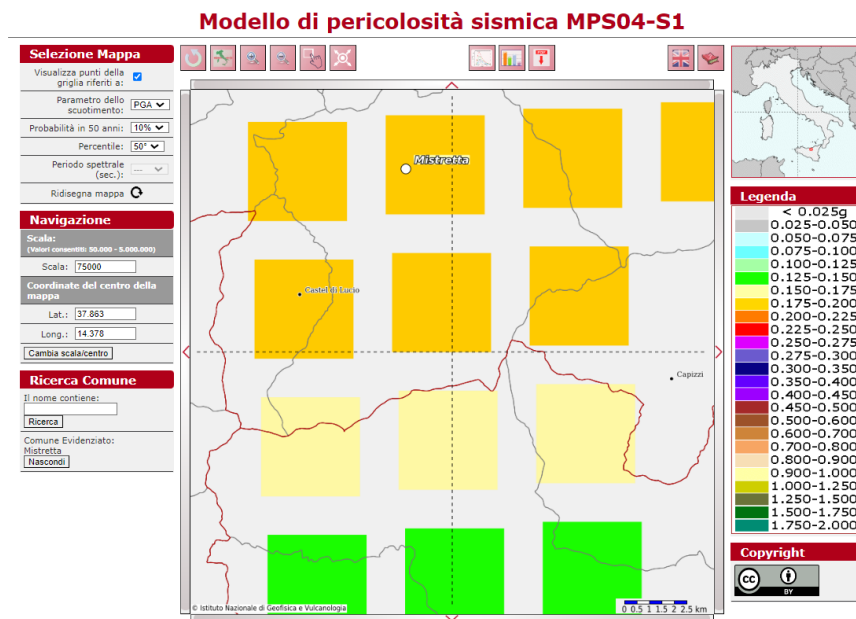 Modello di pericolosità sismica MPS04-S1
Selezione Mappa
Visualizza punti della
griglia riferiti a:
Parametro dello
scuotimento: PGA
Probabilità in 50 anni: 10%
Percentile: 50°
Periodo spettrale
(sec.): ---
Ridisegna mappa
Navigazione
Scala:
(Valori consentiti: 50.000 - 5.000.000)
Scala: 75000
Coordinate del centro della
mappa
Lat.: 37.863
Long.: 14.378
Cambia scala/centro
Ricerca Comune
Il nome contiene:
Ricerca
Comune Evidenziato:
Mistretta
Nascondi
Mistretta
Castel di Lucio
Capizzi
© Istituto Nazionale di Geofisica e Vulcanologia
0 0.5 1 1.5 2 2.5 km
Legenda
< 0.025g
0.025-0.050
0.050-0.075
0.075-0.100
0.100-0.125
0.125-0.150
0.150-0.175
0.175-0.200
0.200-0.225
0.225-0.250
0.250-0.275
0.275-0.300
0.300-0.350
0.350-0.400
0.400-0.450
0.450-0.500
0.500-0.600
0.600-0.700
0.700-0.800
0.800-0.900
0.900-1.000
1.000-1.250
1.250-1.500
1.500-1.750
1.750-2.000
Copyright
cc
BY